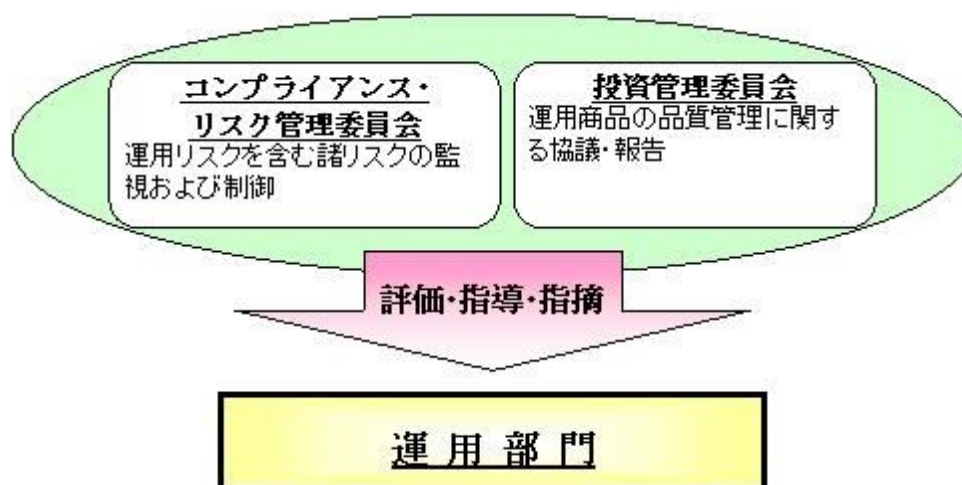 コンプライアンス・
リスク管理委員会
運用リスクを含む諸リスクの監
視および制御
投資管理委員会
運用商品の品質管理に関す
る協議・報告
評価・指導・指摘
運用部門